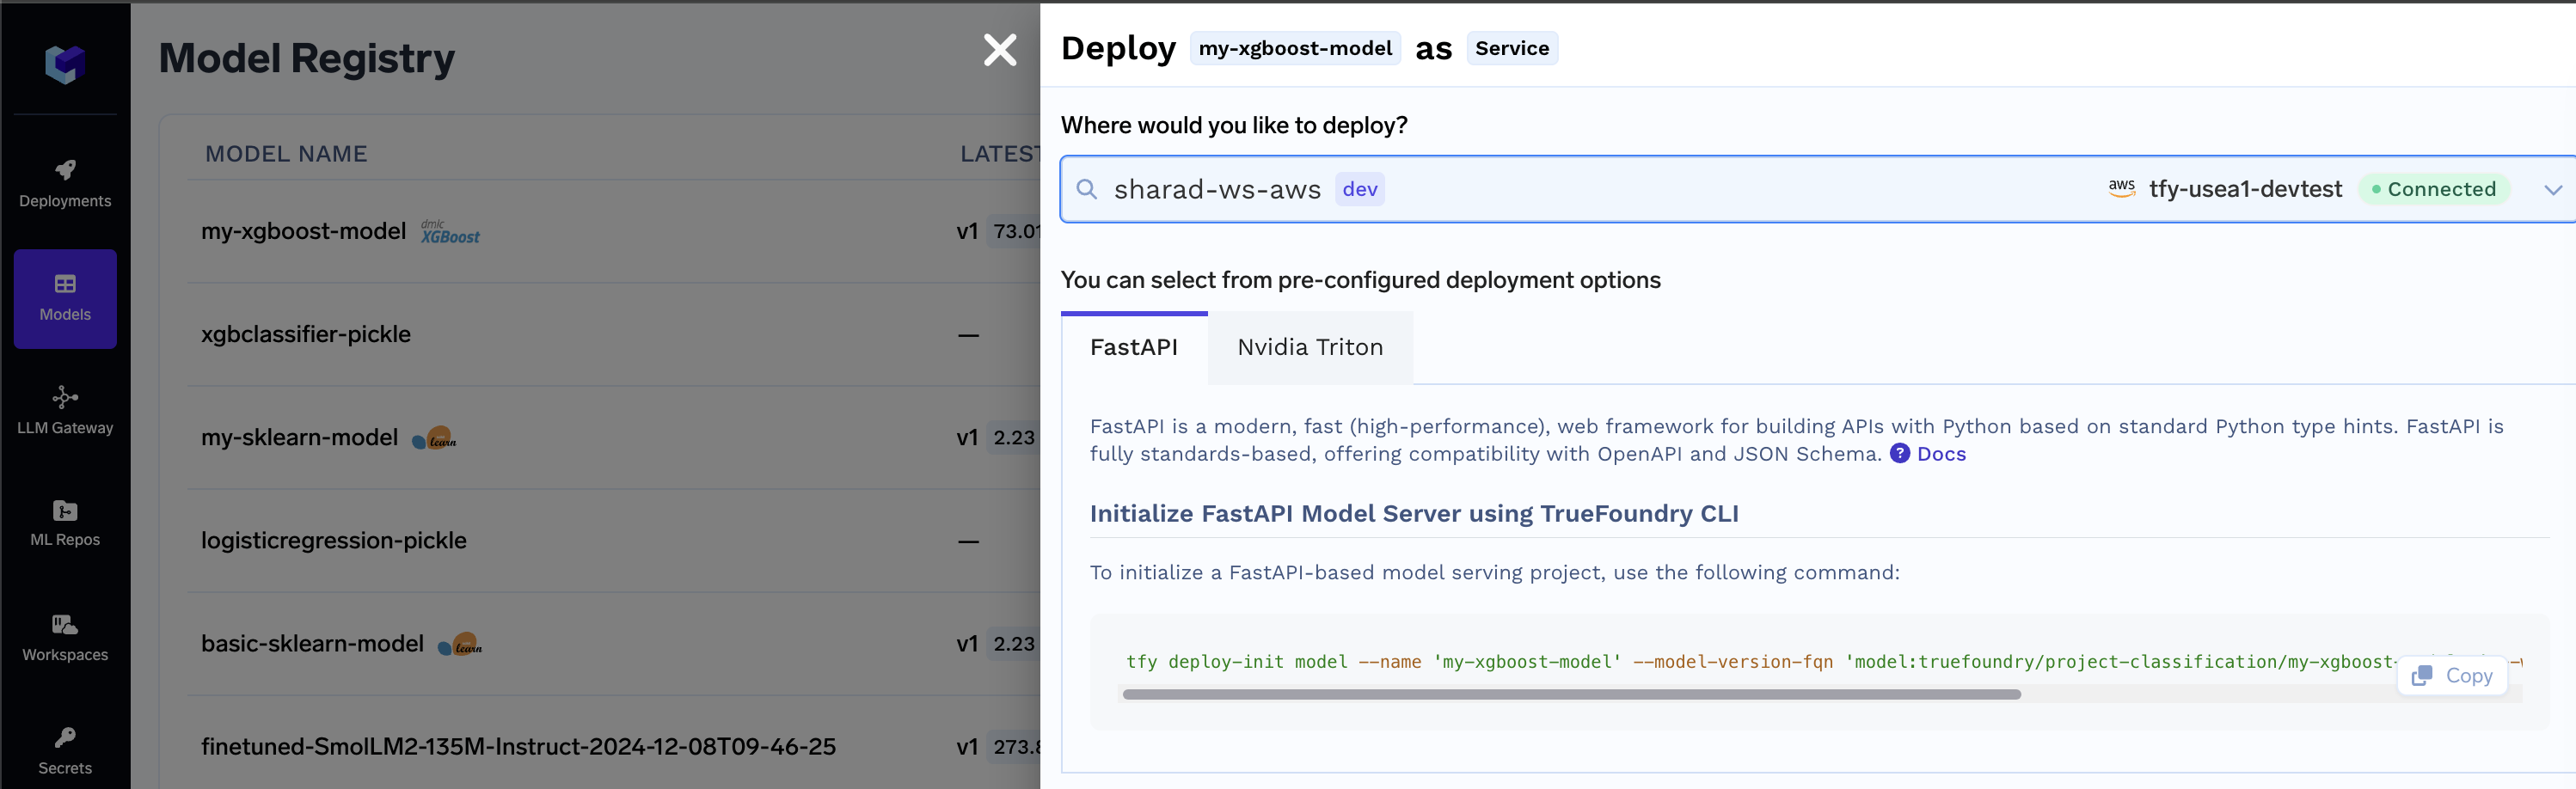 Deployments
Models
LLM Gateway
ML Repos
Workspaces
Secrets
Model Registry
MODEL NAME LATEST
my-xgboost-model dmlc XGBoost v1 73.01
xgbclassifier-pickle —
my-sklearn-model learn v1 2.23
logisticregression-pickle —
basic-sklearn-model learn v1 2.23
finetuned-SmolLM2-135M-Instruct-2024-12-08T09-46-25 v1 273.8
Deploy my-xgboost-model as Service
Where would you like to deploy?
sharad-ws-aws dev aws tfy-usea1-devtest Connected
You can select from pre-configured deployment options
FastAPI Nvidia Triton
FastAPI is a modern, fast (high-performance), web framework for building APIs with Python based on standard Python type hints. FastAPI is
fully standards-based, offering compatibility with OpenAPI and JSON Schema. ? Docs
Initialize FastAPI Model Server using TrueFoundry CLI
To initialize a FastAPI-based model serving project, use the following command:
tfy deploy-init model --name 'my-xgboost-model' --model-version-fqn 'model:truefoundry/project-classification/my-xgboost-
Copy